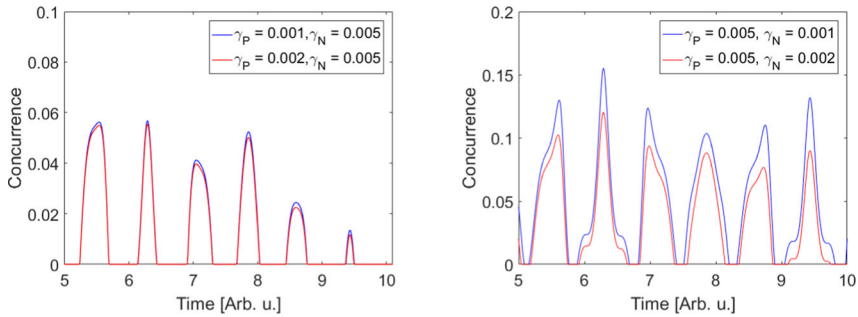 0.1
0.08
0.06
0.04
0.02
0
Concurrence
γP = 0.001,γN = 0.005
γP = 0.002,γN = 0.005
5 6 7 8 9 10
Time [Arb. u.]
0.2
0.15
0.1
0.05
0
Concurrence
γP = 0.005, γN = 0.001
γP = 0.005, γN = 0.002
5 6 7 8 9 10
Time [Arb. u.]